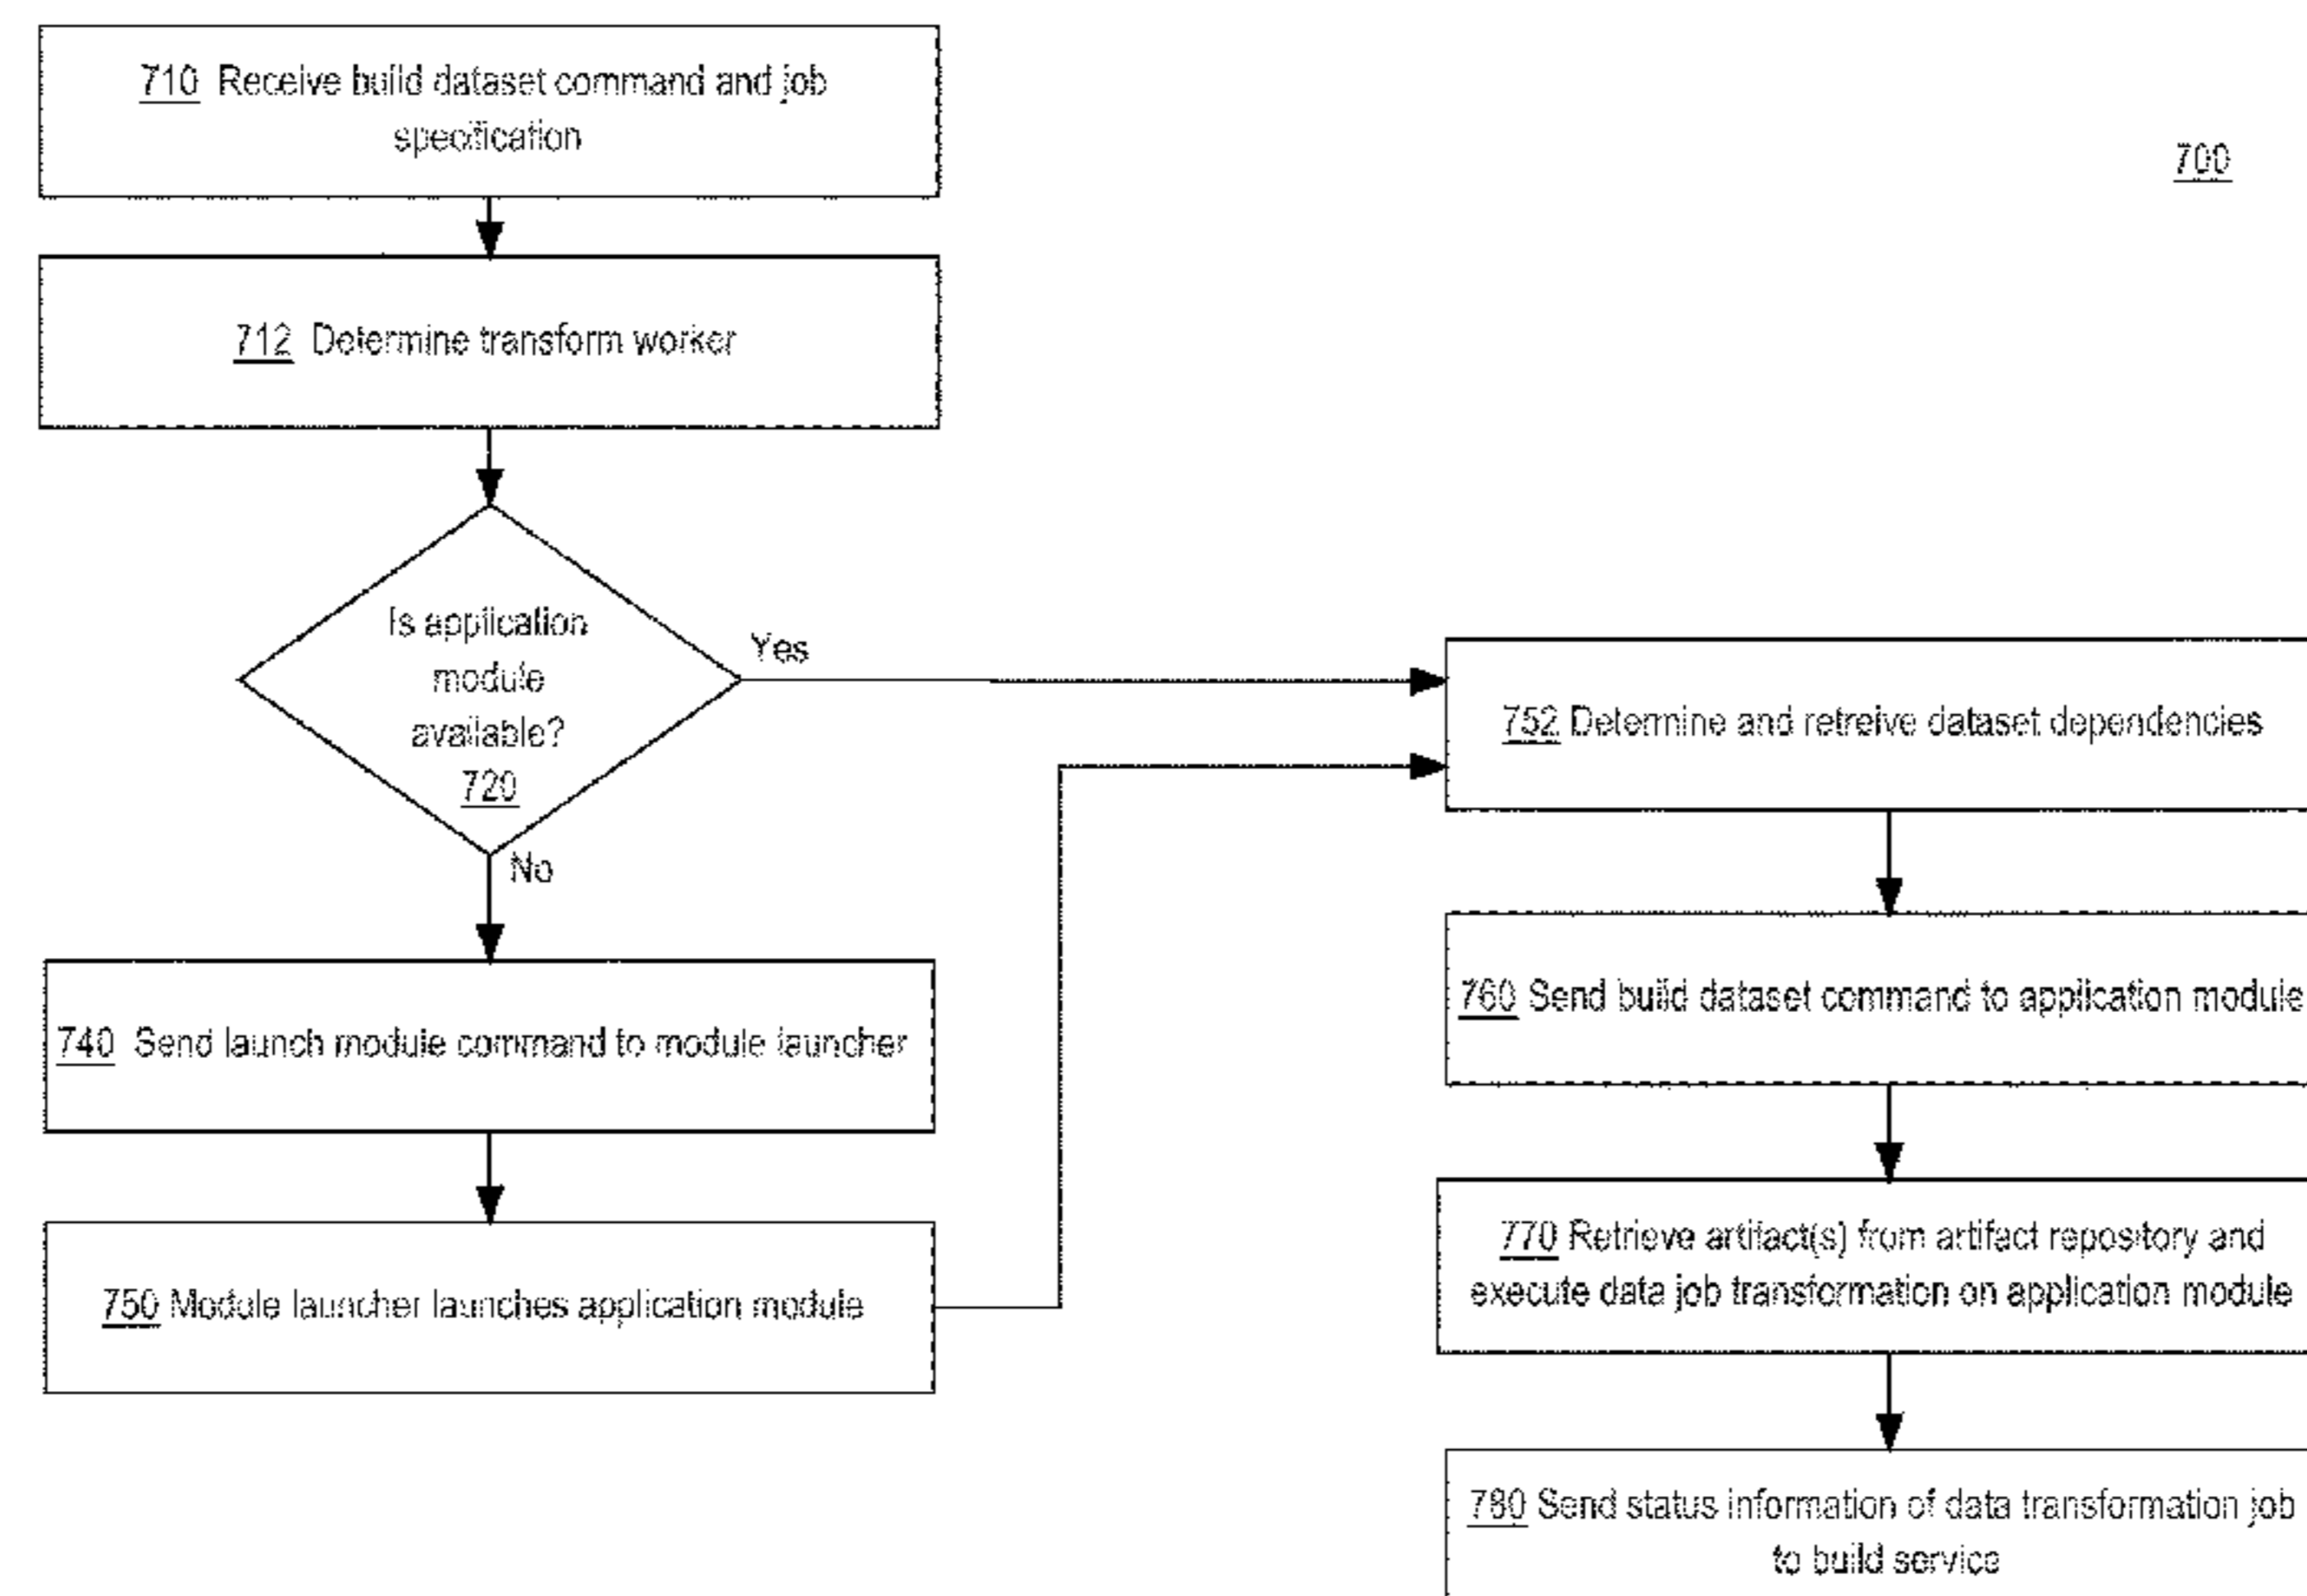 710 Receive build dataset command and job
specification
700
712 Determine transform worker
Is application
module
available?
720
Yes
No
752 Determine and retreive dataset dependencies
740 Send launch module command to module launcher
760 Send build dataset command to application module
750 Module launcher launches application module
770 Retrieve artifact(s) from artifact repository and
execute data job transformation on application module
780 Send status information of data transformation job
to build service